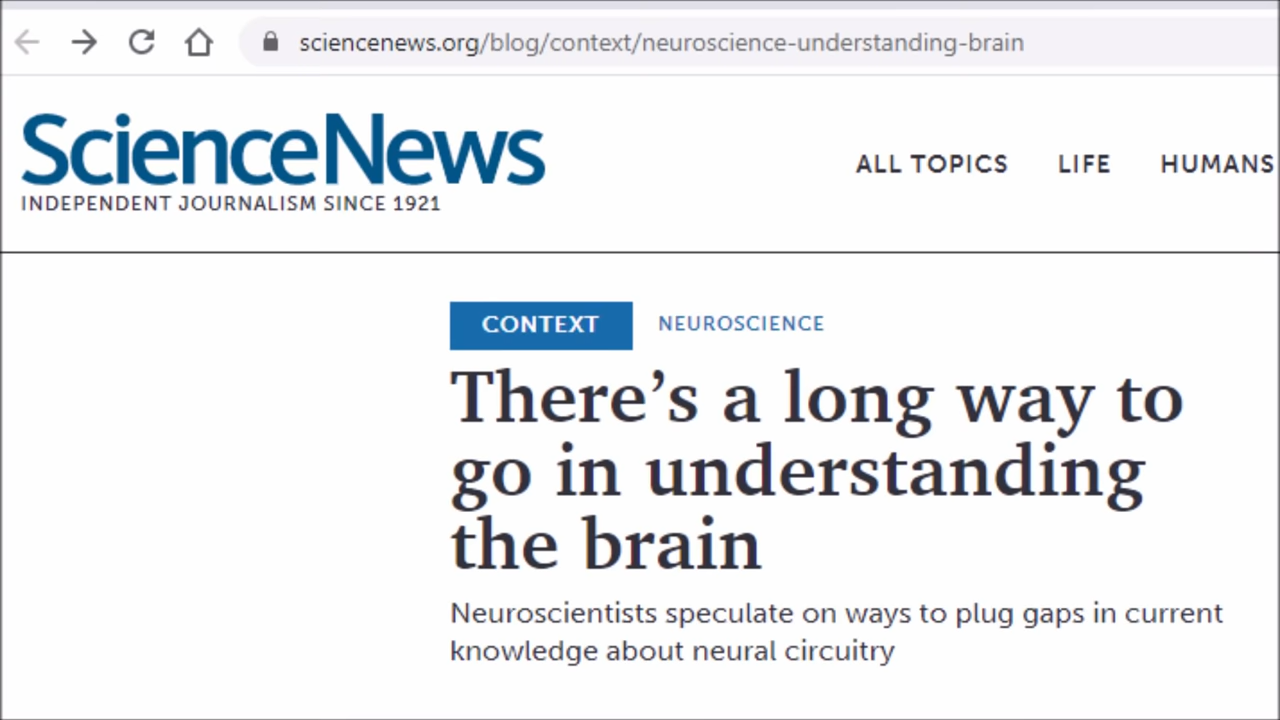 sciencenews.org/blog/context/neuroscience-understanding-brain
ScienceNews
INDEPENDENT JOURNALISM SINCE 1921
ALL TOPICS LIFE HUMANS
CONTEXT NEUROSCIENCE
There’s a long way to
go in understanding
the brain
Neuroscientists speculate on ways to plug gaps in current
knowledge about neural circuitry